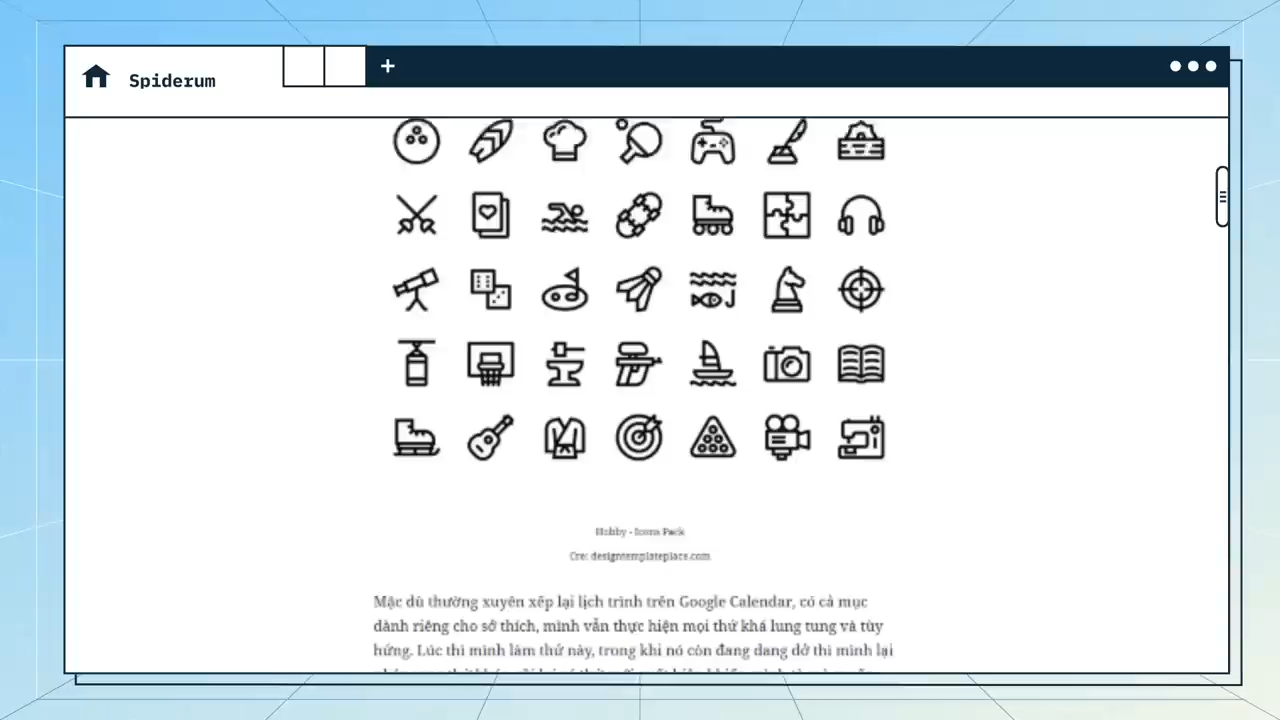 Spiderum
Hobby - Icons Pack
Cre: designtemplateplace.com
Mặc dù thường xuyên xếp lại lịch trình trên Google Calendar, có cả mục
dành riêng cho sở thích, mình vẫn thực hiện mọi thứ khá lung tung và tùy
hứng. Lúc thì mình làm thứ này, trong khi nó còn đang dang dở thì mình lại